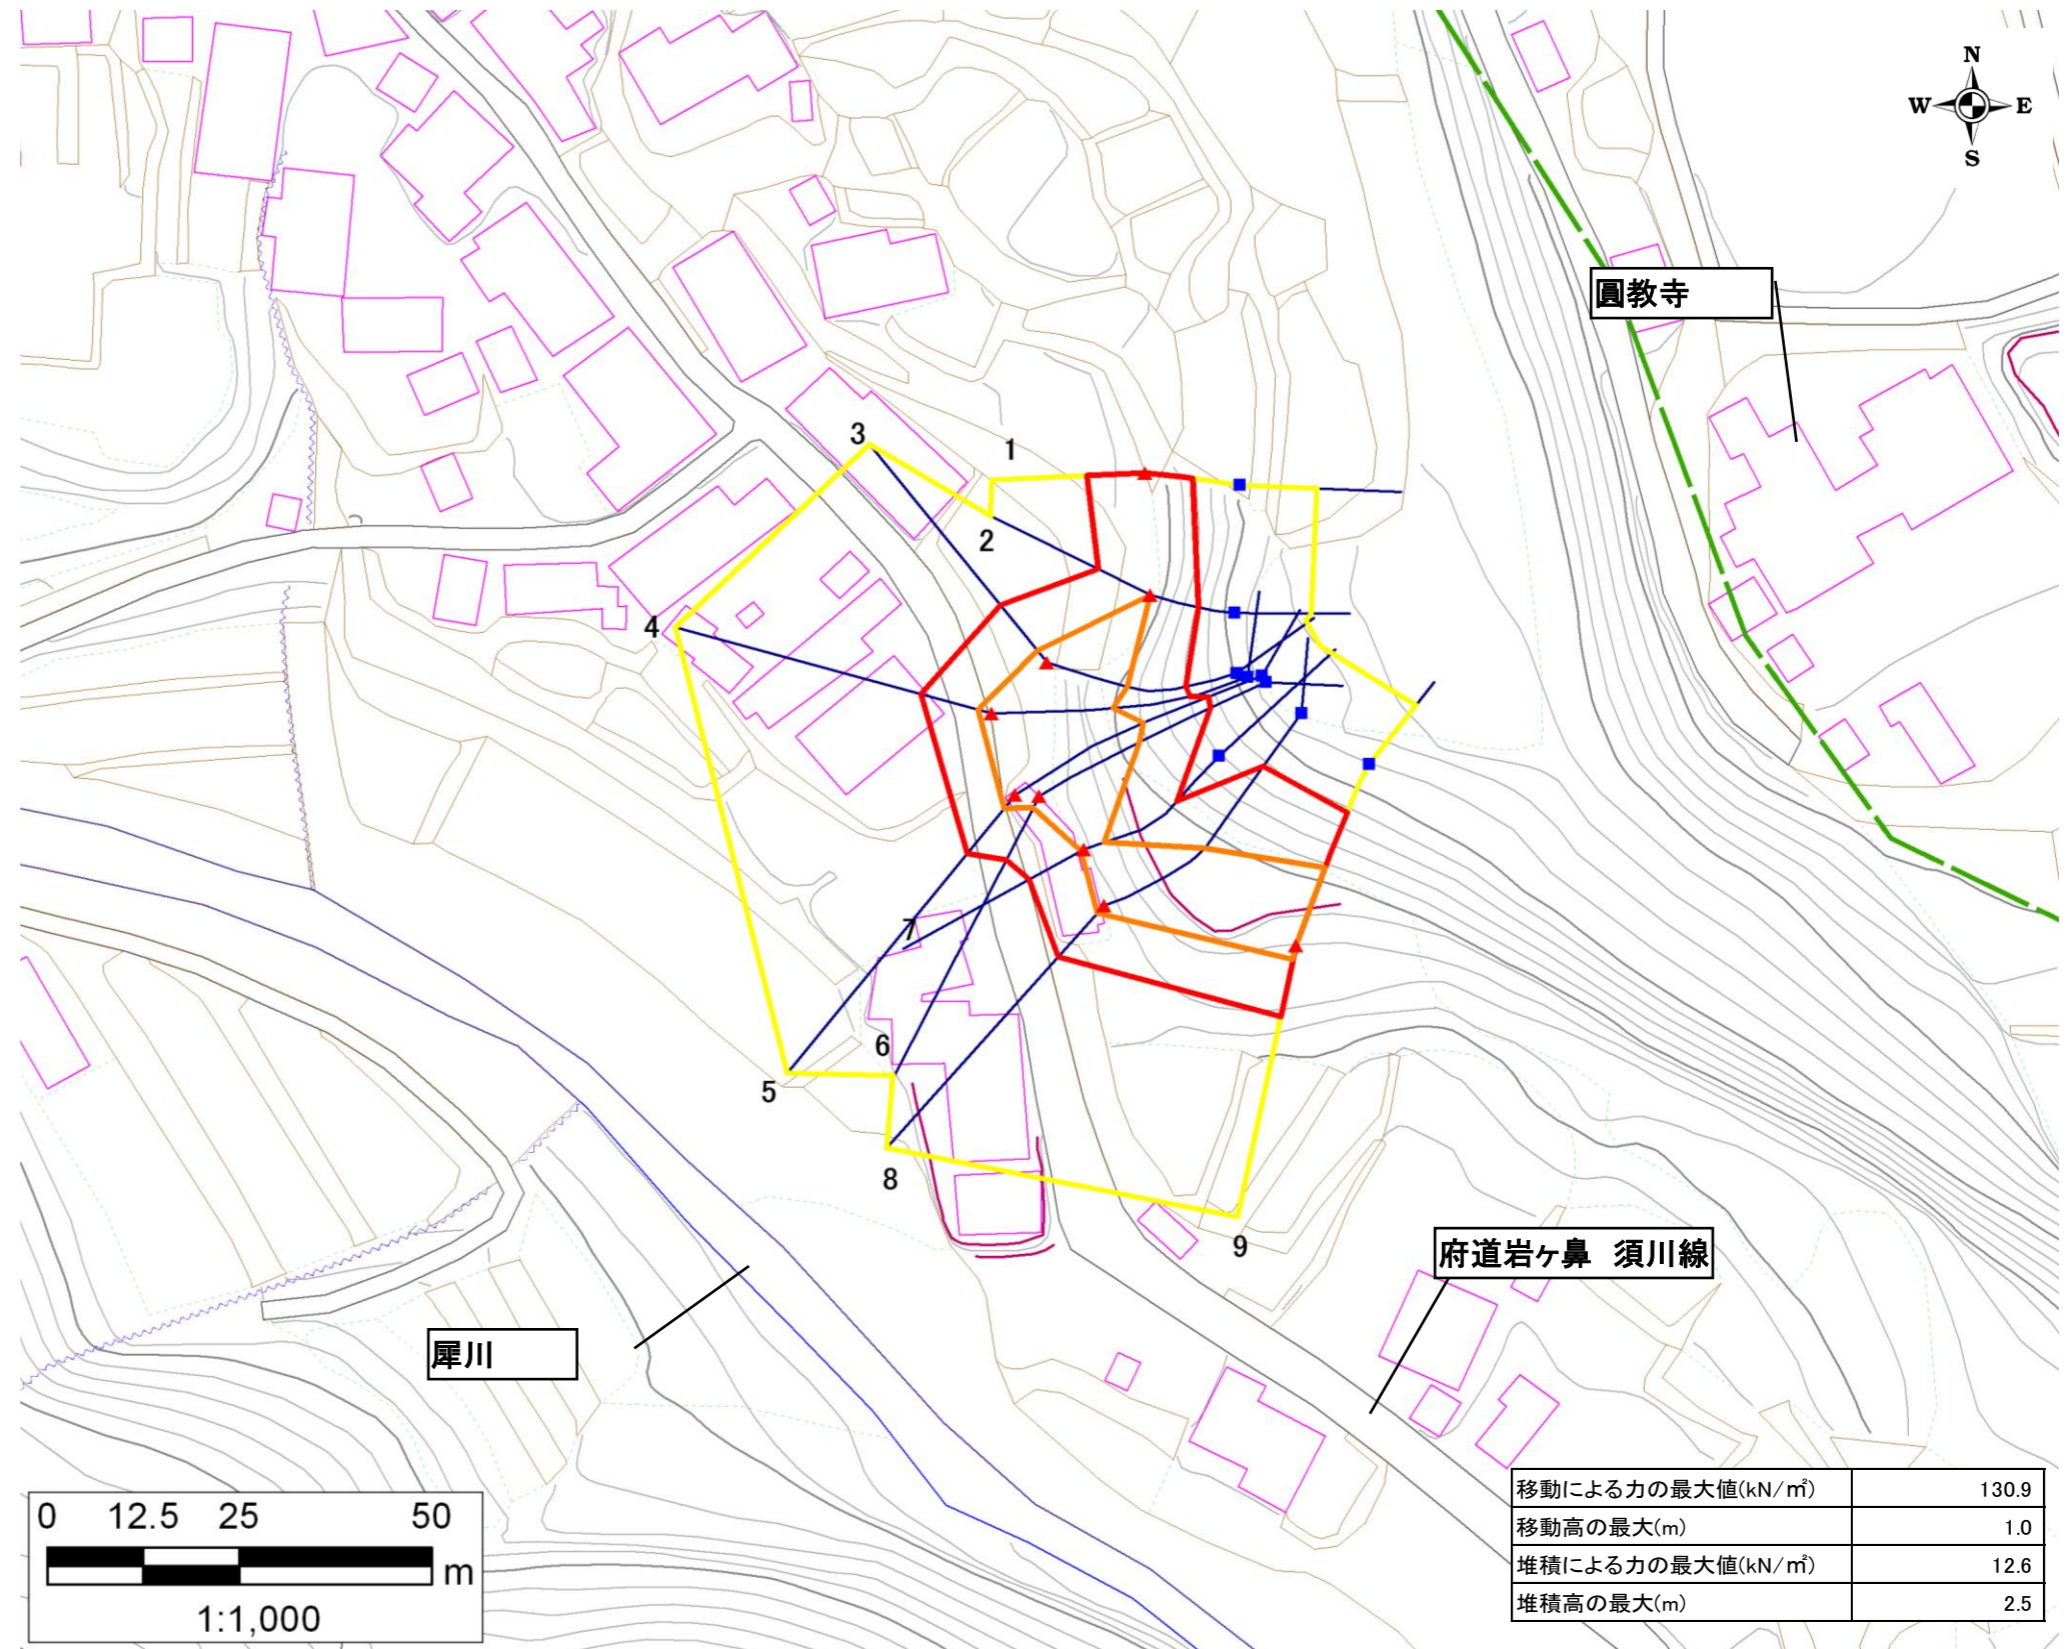 N
W E
S
圓教寺
3
1
2
4
7
6
5
8
9
府道岩ヶ鼻 須川線
犀川
0 12.5 25 50
m
1:1,000
移動による力の最大値(kN/㎡) 130.9
移動高の最大(m) 1.0
堆積による力の最大値(kN/㎡) 12.6
堆積高の最大(m) 2.5